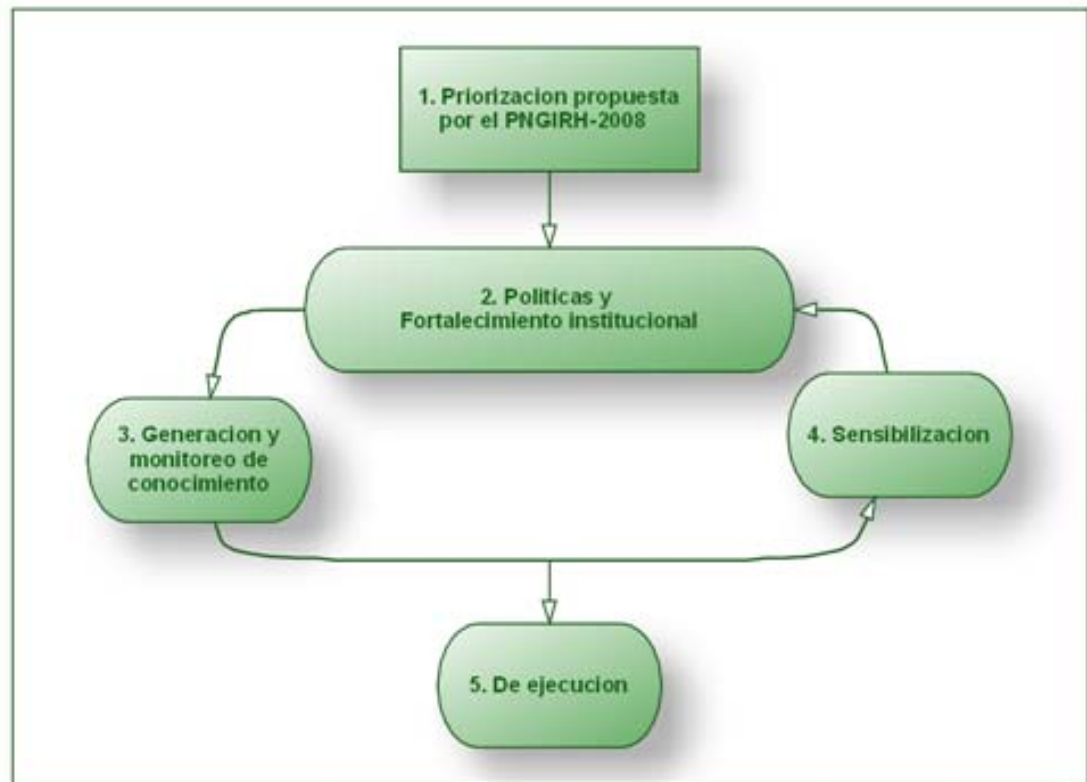 1. Priorizacion propuesta
por el PNGIRH-2008
2. Politicas y
Fortalecimiento institucional
3. Generacion y
monitoreo de
conocimiento
4. Sensibilizacion
5. De ejecucion